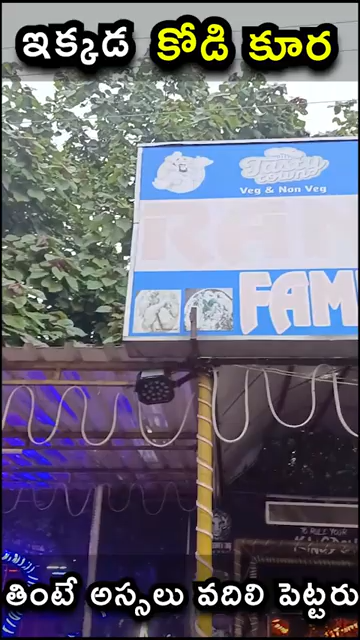 ఇక్కడ కోడి కూర
Tasty
town
Veg & Non Veg
FAM
తింటే అస్సలు వదిలి పెట్టరు